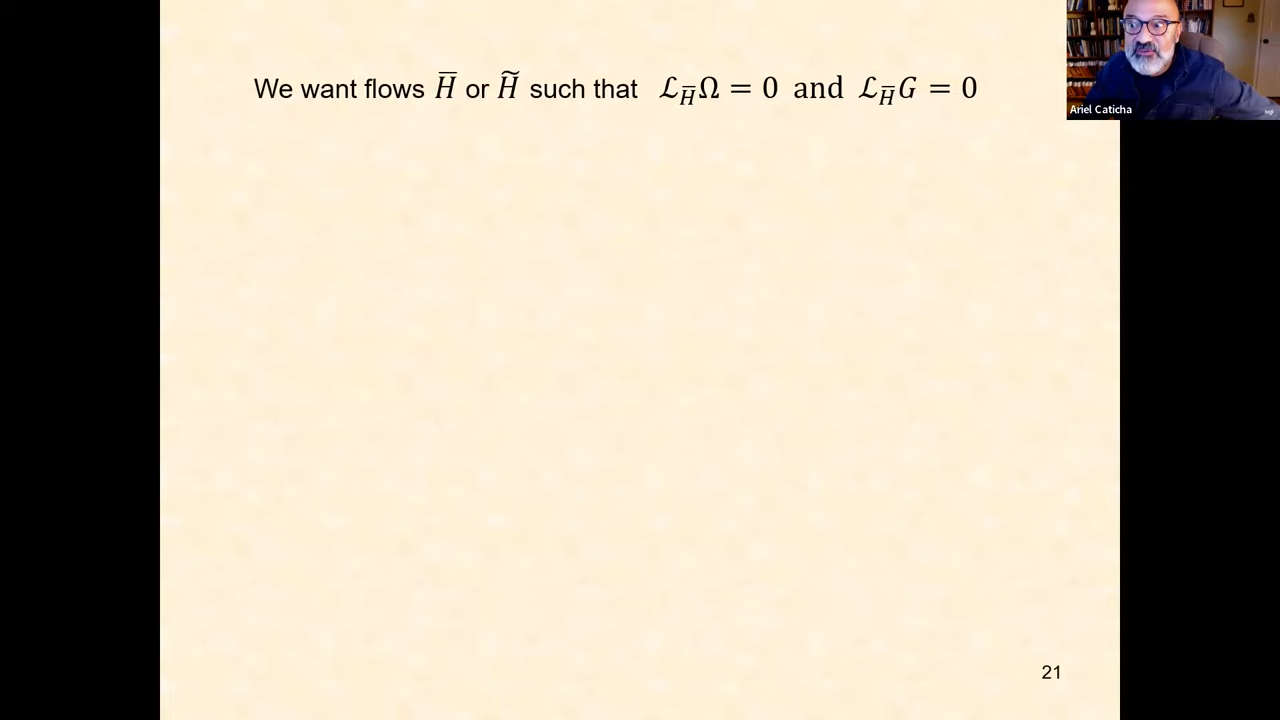 We want flows H̅ or H̃ such that ℒ_H̅ Ω = 0 and ℒ_H̅ G = 0
Ariel Caticha
21